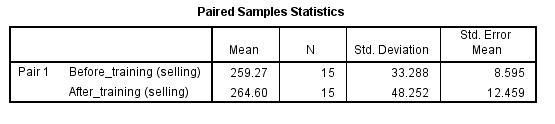 Paired Samples Statistics
Mean N Std. Deviation Std. Error Mean
Pair 1 Before_training (selling) 259.27 15 33.288 8.595
After_training (selling) 264.60 15 48.252 12.459